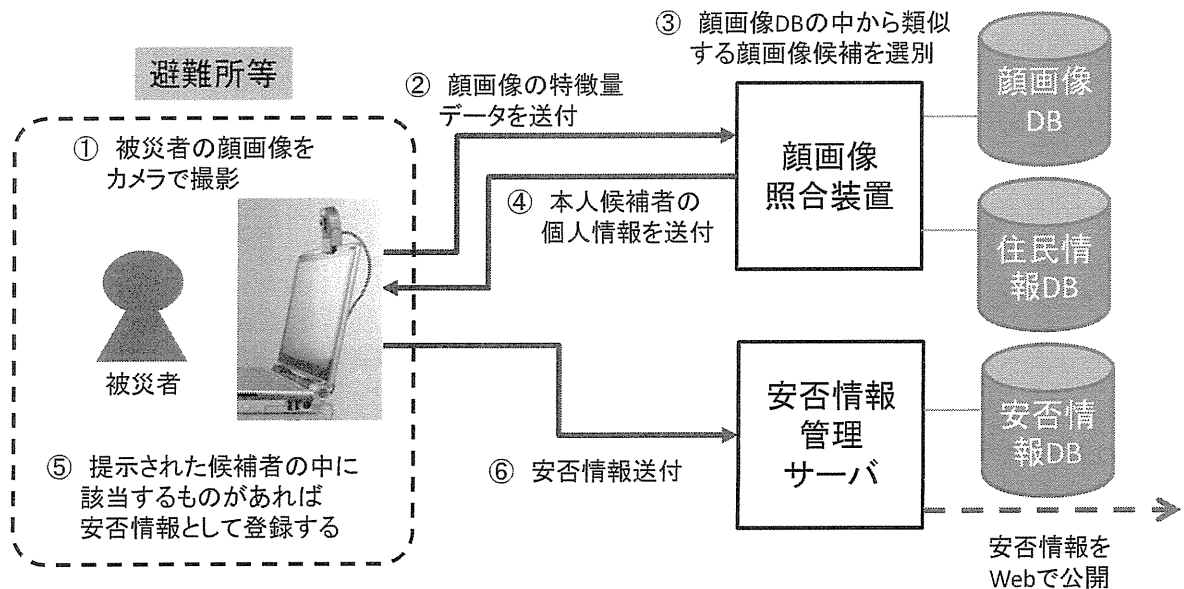 避難所等
① 被災者の顔画像を
カメラで撮影
被災者
⑤ 提示された候補者の中に
該当するものがあれば
安否情報として登録する
② 顔画像の特徴量
データを送付
④ 本人候補者の
個人情報を送付
⑥ 安否情報送付
③ 顔画像DBの中から類似
する顔画像候補を選別
顔画像
照合装置
顔画像
DB
住民情
報DB
安否情報
管理
サーバ
安否情
報DB
安否情報を
Webで公開